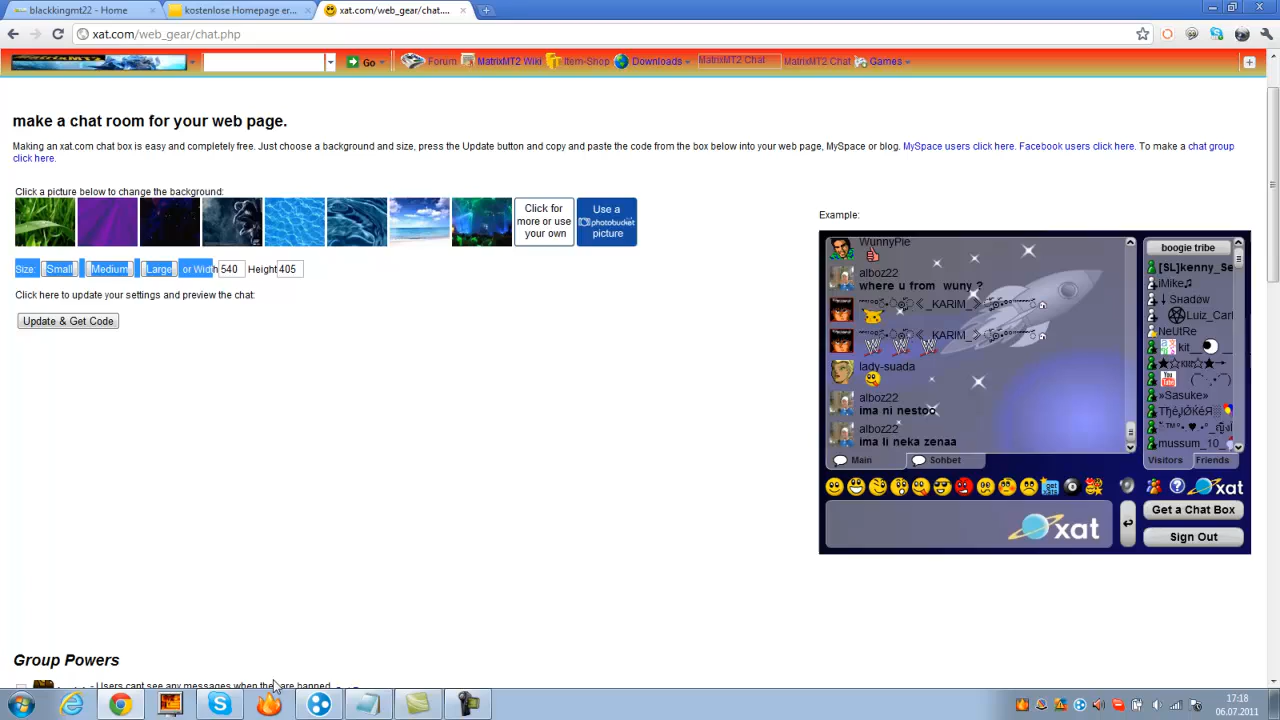 blackkingmt22 - Home
kostenlose Homepage er...
xat.com/web_gear/chat....
xat.com/web_gear/chat.php
MATRIXMT2
Go
Forum
MatrixMT2 Wiki
Item-Shop
Downloads
MatrixMT2 Chat
MatrixMT2 Chat
Games
make a chat room for your web page.
Making an xat.com chat box is easy and completely free. Just choose a background and size, press the Update button and copy and paste the code from the box below into your web page, MySpace or blog. MySpace users click here. Facebook users click here. To make a chat group
click here.
Click a picture below to change the background:
Click for
more or use
your own
Use a
photobucket
picture
Size: Small Medium Large or Width 540 Height 405
Click here to update your settings and preview the chat:
Update & Get Code
Example:
WunnyPie
alboz22
where u from wuny ?
_KARIM_
_KARIM_
lady-suada
alboz22
ima ni nestoo
alboz22
ima li neka zenaa
Main
Sohbet
boogie tribe
[SL]kenny_Se
iMike♫
Luiz_Carl
NeUtRe
kit__
»Sasuke»
mussum_10_
Visitors
Friends
get
xat
xat
Get a Chat Box
Sign Out
Group Powers
- Users cant see any messages when they are banned.
17:18
06.07.2011